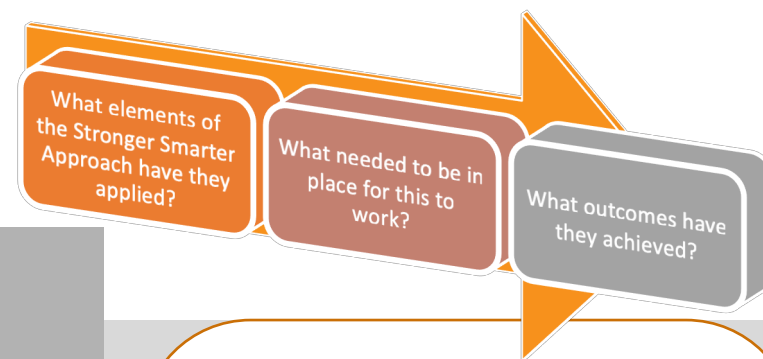 What elements of
the Stronger Smarter
Approach have they
applied?
What needed to be in
place for this to
work?
What outcomes have
they achieved?